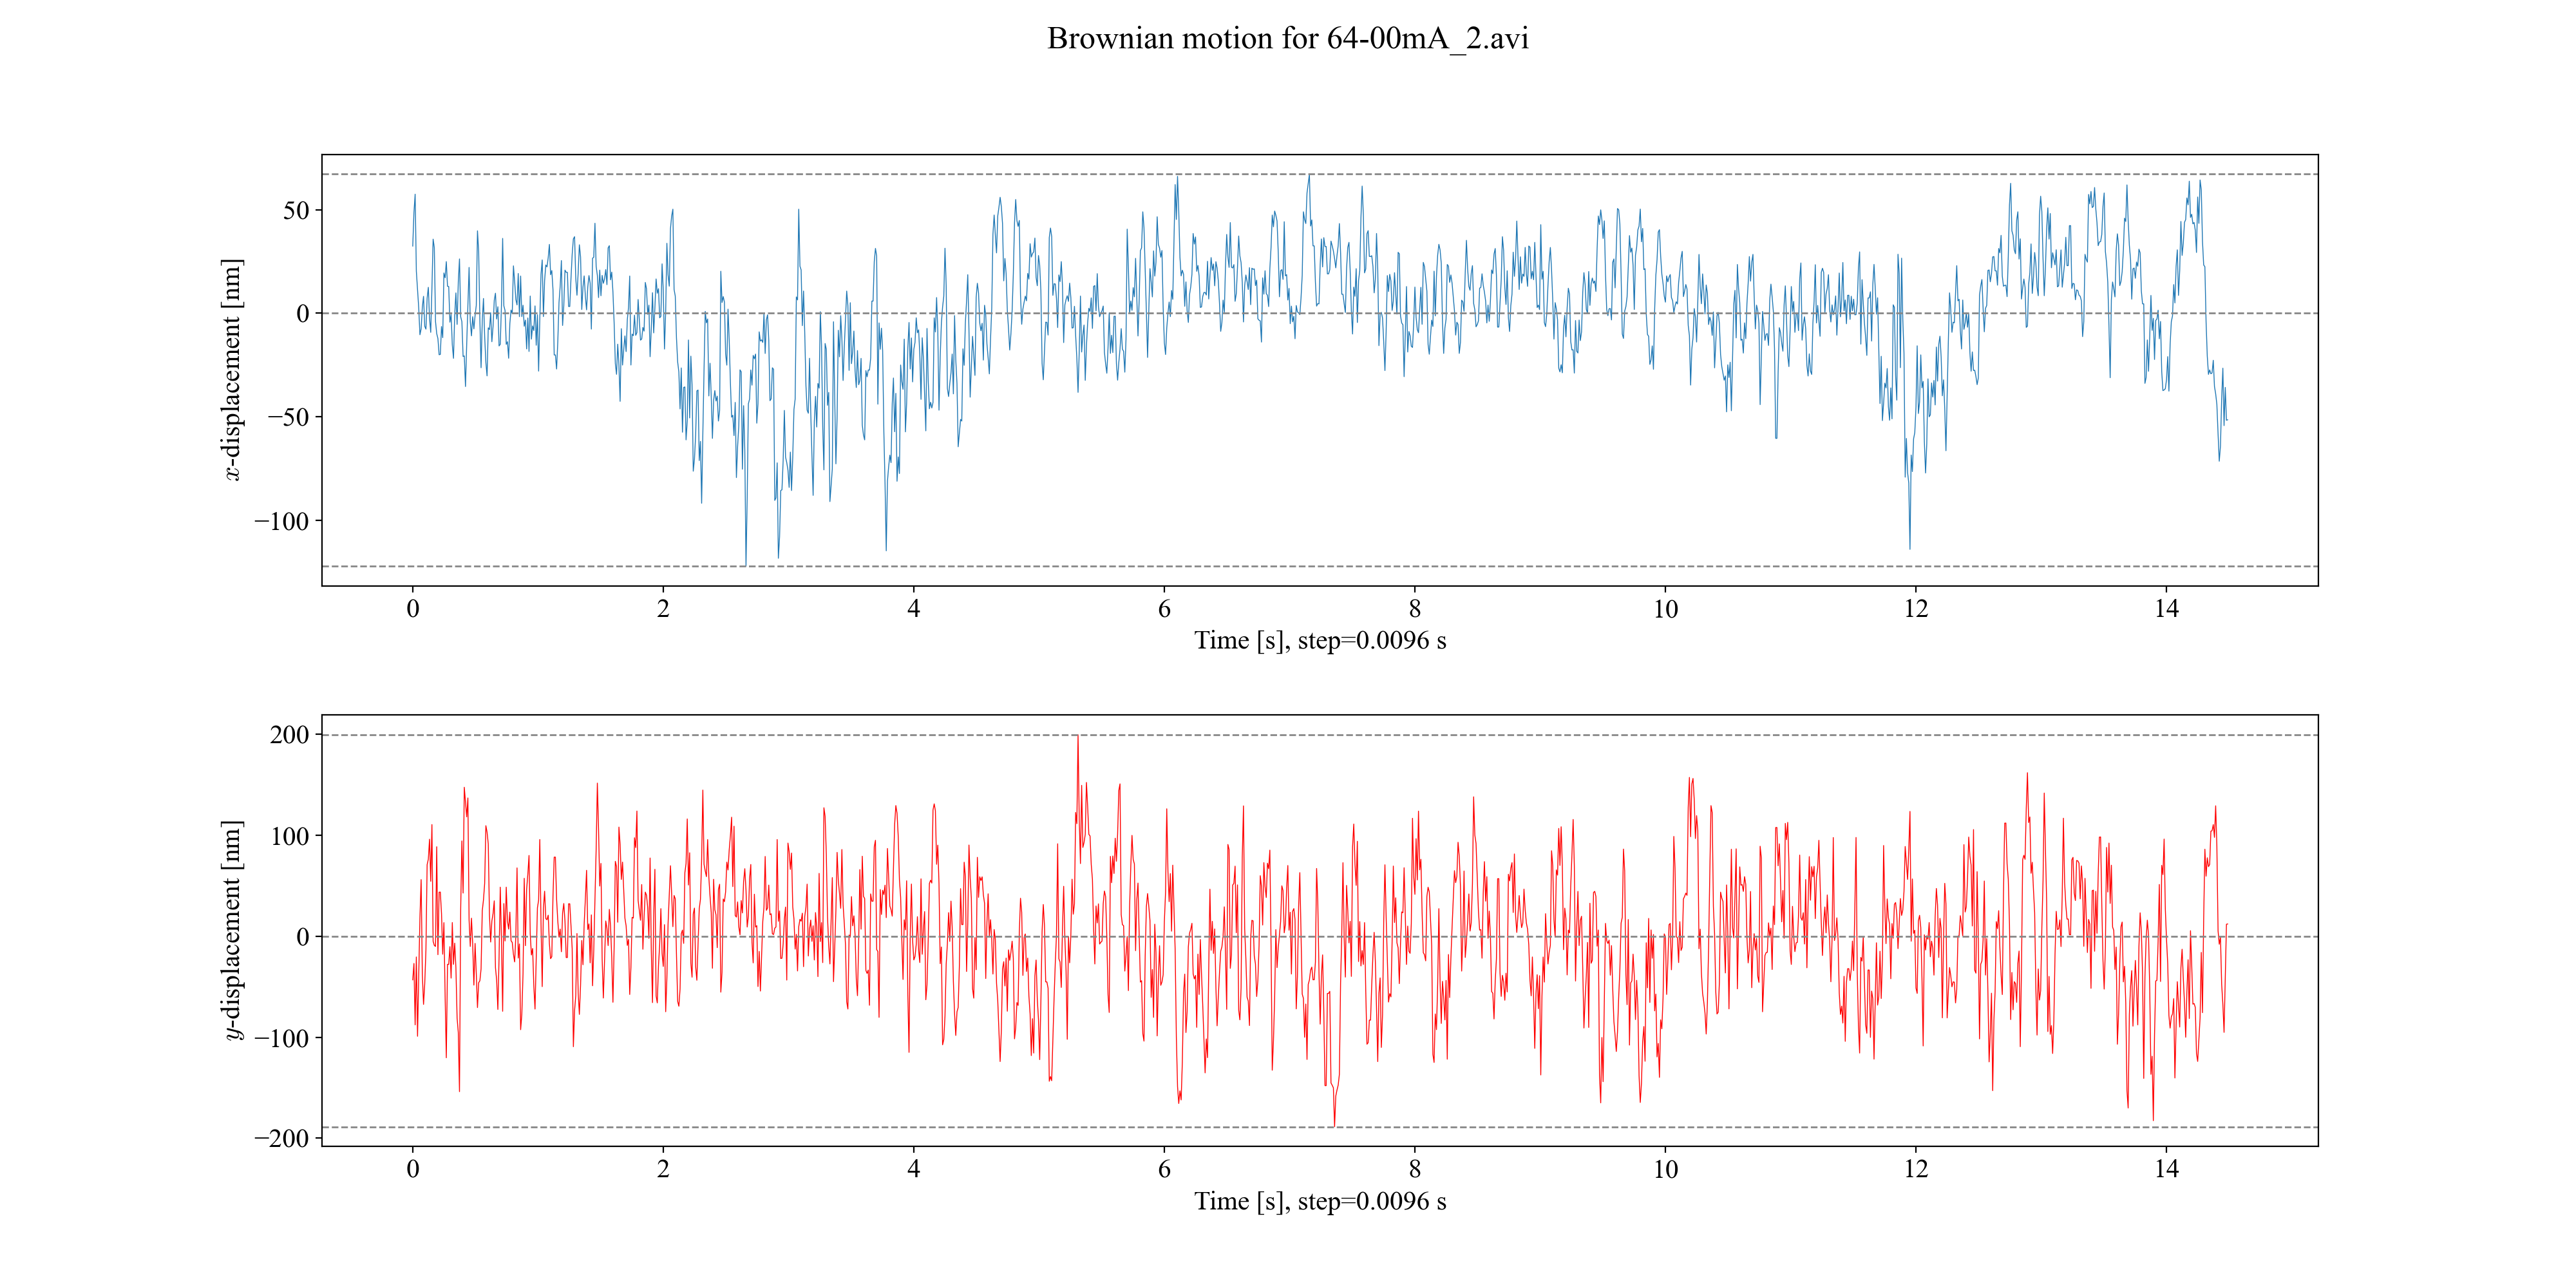 Brownian motion for 64-00mA_2.avi
x-displacement [nm]
50
0
−50
−100
0 2 4 6 8 10 12 14
Time [s], step=0.0096 s
y-displacement [nm]
200
100
0
−100
−200
0 2 4 6 8 10 12 14
Time [s], step=0.0096 s